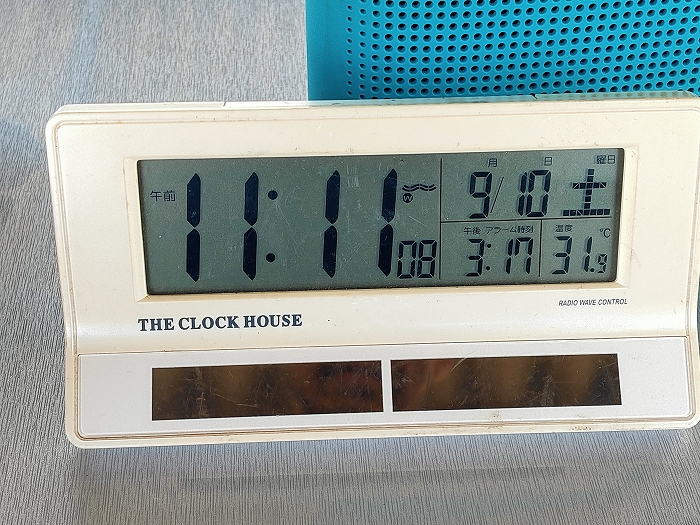 月 日 曜日
午前 11:11 08 9/10 土
午後 アラーム時刻 温度
3:17 31.9 ℃
RADIO WAVE CONTROL
THE CLOCK HOUSE